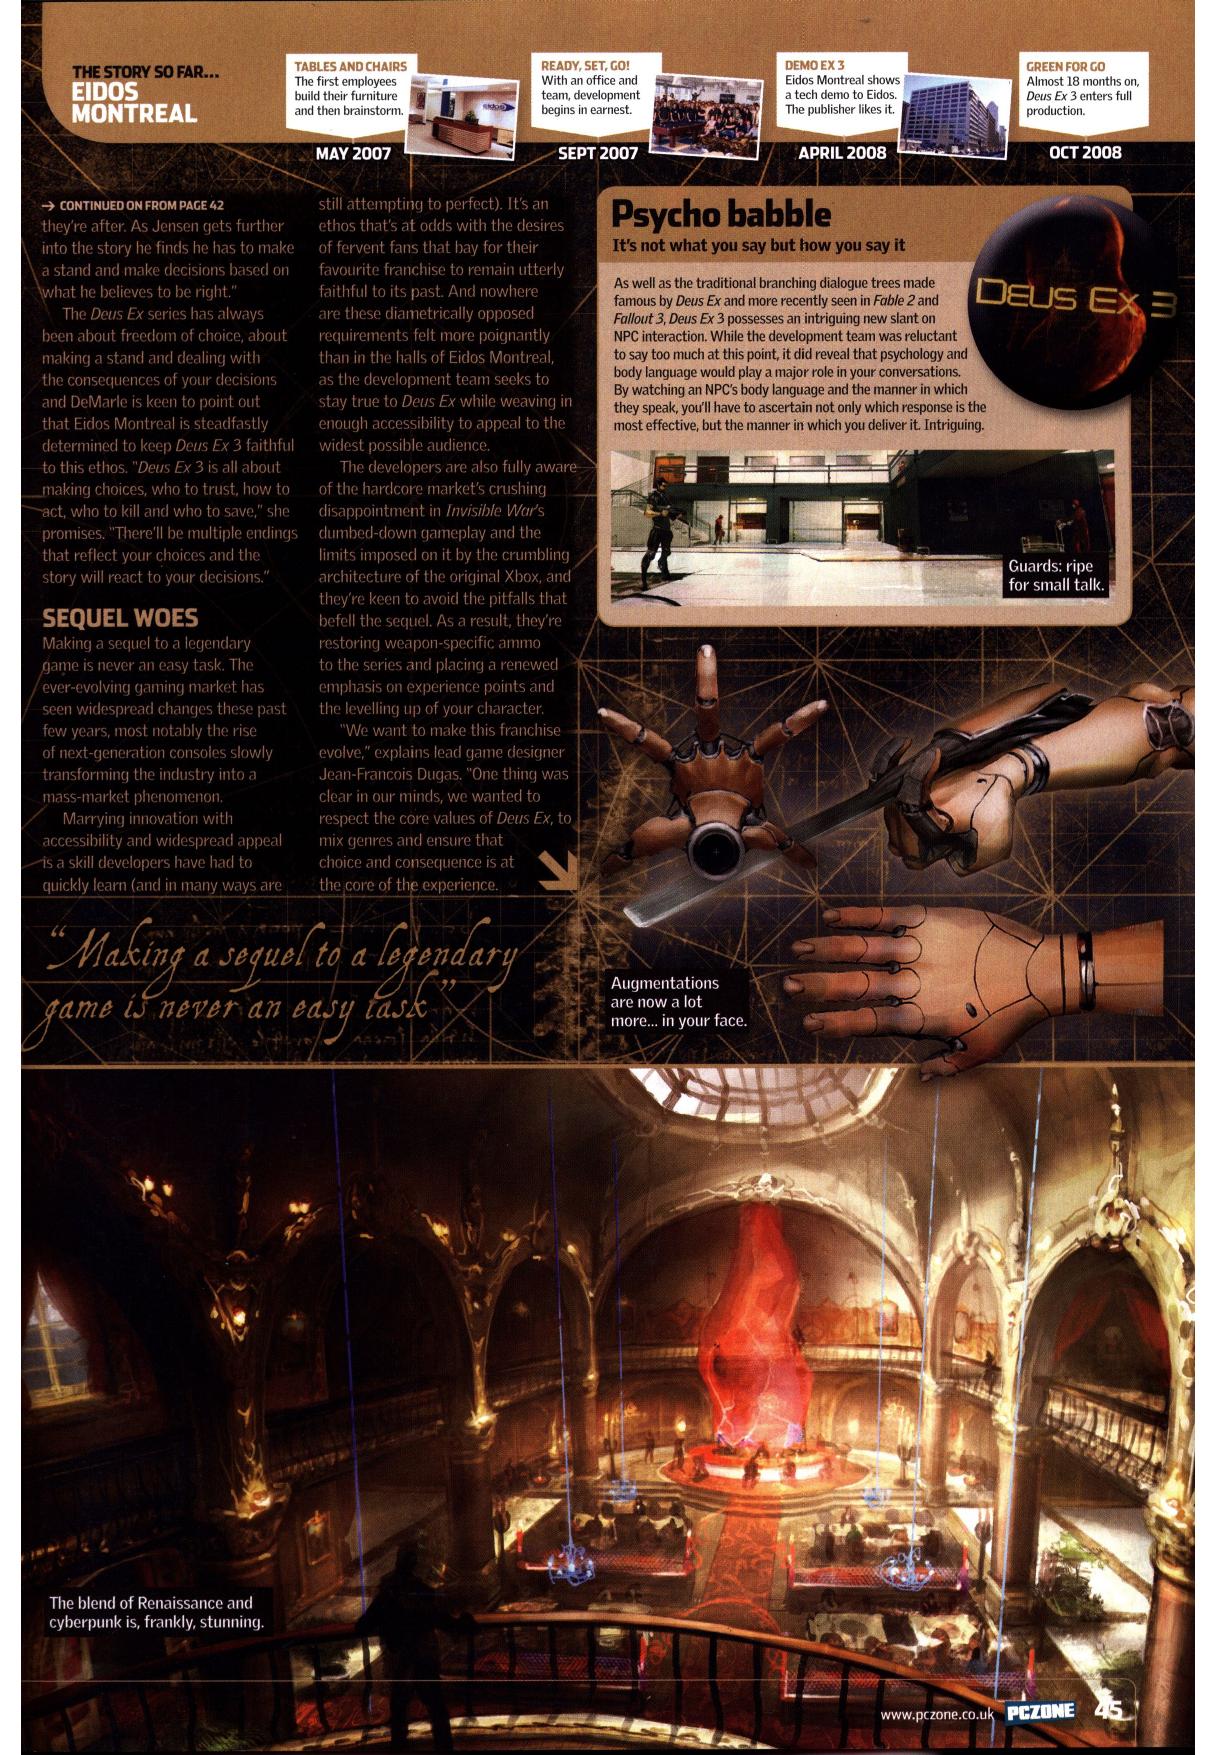 THE STORY SO FAR...
EIDOS
MONTREAL
TABLES AND CHAIRS
The first employees
build their furniture
and then brainstorm.
MAY 2007
eidos
READY, SET, GO!
With an office and
team, development
begins in earnest.
SEPT 2007
DEMO EX 3
Eidos Montreal shows
a tech demo to Eidos.
The publisher likes it.
APRIL 2008
GREEN FOR GO
Almost 18 months on,
Deus Ex 3 enters full
production.
OCT 2008
→ CONTINUED ON FROM PAGE 42
they're after. As Jensen gets further
into the story he finds he has to make
a stand and make decisions based on
what he believes to be right."
The Deus Ex series has always
been about freedom of choice, about
making a stand and dealing with
the consequences of your decisions
and DeMarle is keen to point out
that Eidos Montreal is steadfastly
determined to keep Deus Ex 3 faithful
to this ethos. "Deus Ex 3 is all about
making choices, who to trust, how to
act, who to kill and who to save," she
promises. "There'll be multiple endings
that reflect your choices and the
story will react to your decisions."
SEQUEL WOES
Making a sequel to a legendary
game is never an easy task. The
ever-evolving gaming market has
seen widespread changes these past
few years, most notably the rise
of next-generation consoles slowly
transforming the industry into a
mass-market phenomenon.
Marrying innovation with
accessibility and widespread appeal
is a skill developers have had to
quickly learn (and in many ways are
still attempting to perfect). It's an
ethos that's at odds with the desires
of fervent fans that bay for their
favourite franchise to remain utterly
faithful to its past. And nowhere
are these diametrically opposed
requirements felt more poignantly
than in the halls of Eidos Montreal,
as the development team seeks to
stay true to Deus Ex while weaving in
enough accessibility to appeal to the
widest possible audience.
The developers are also fully aware
of the hardcore market's crushing
disappointment in Invisible War's
dumbed-down gameplay and the
limits imposed on it by the crumbling
architecture of the original Xbox, and
they're keen to avoid the pitfalls that
befell the sequel. As a result, they're
restoring weapon-specific ammo
to the series and placing a renewed
emphasis on experience points and
the levelling up of your character.
"We want to make this franchise
evolve," explains lead game designer
Jean-Francois Dugas. "One thing was
clear in our minds, we wanted to
respect the core values of Deus Ex, to
mix genres and ensure that
choice and consequence is at
the core of the experience.
"Making a sequel to a legendary
game is never an easy task"
Psycho babble
It's not what you say but how you say it
DEUS EX 3
As well as the traditional branching dialogue trees made
famous by Deus Ex and more recently seen in Fable 2 and
Fallout 3, Deus Ex 3 possesses an intriguing new slant on
NPC interaction. While the development team was reluctant
to say too much at this point, it did reveal that psychology and
body language would play a major role in your conversations.
By watching an NPC's body language and the manner in which
they speak, you'll have to ascertain not only which response is the
most effective, but the manner in which you deliver it. Intriguing.
Guards: ripe
for small talk.
Augmentations
are now a lot
more... in your face.
The blend of Renaissance and
cyberpunk is, frankly, stunning.
www.pczone.co.uk PCZONE 45